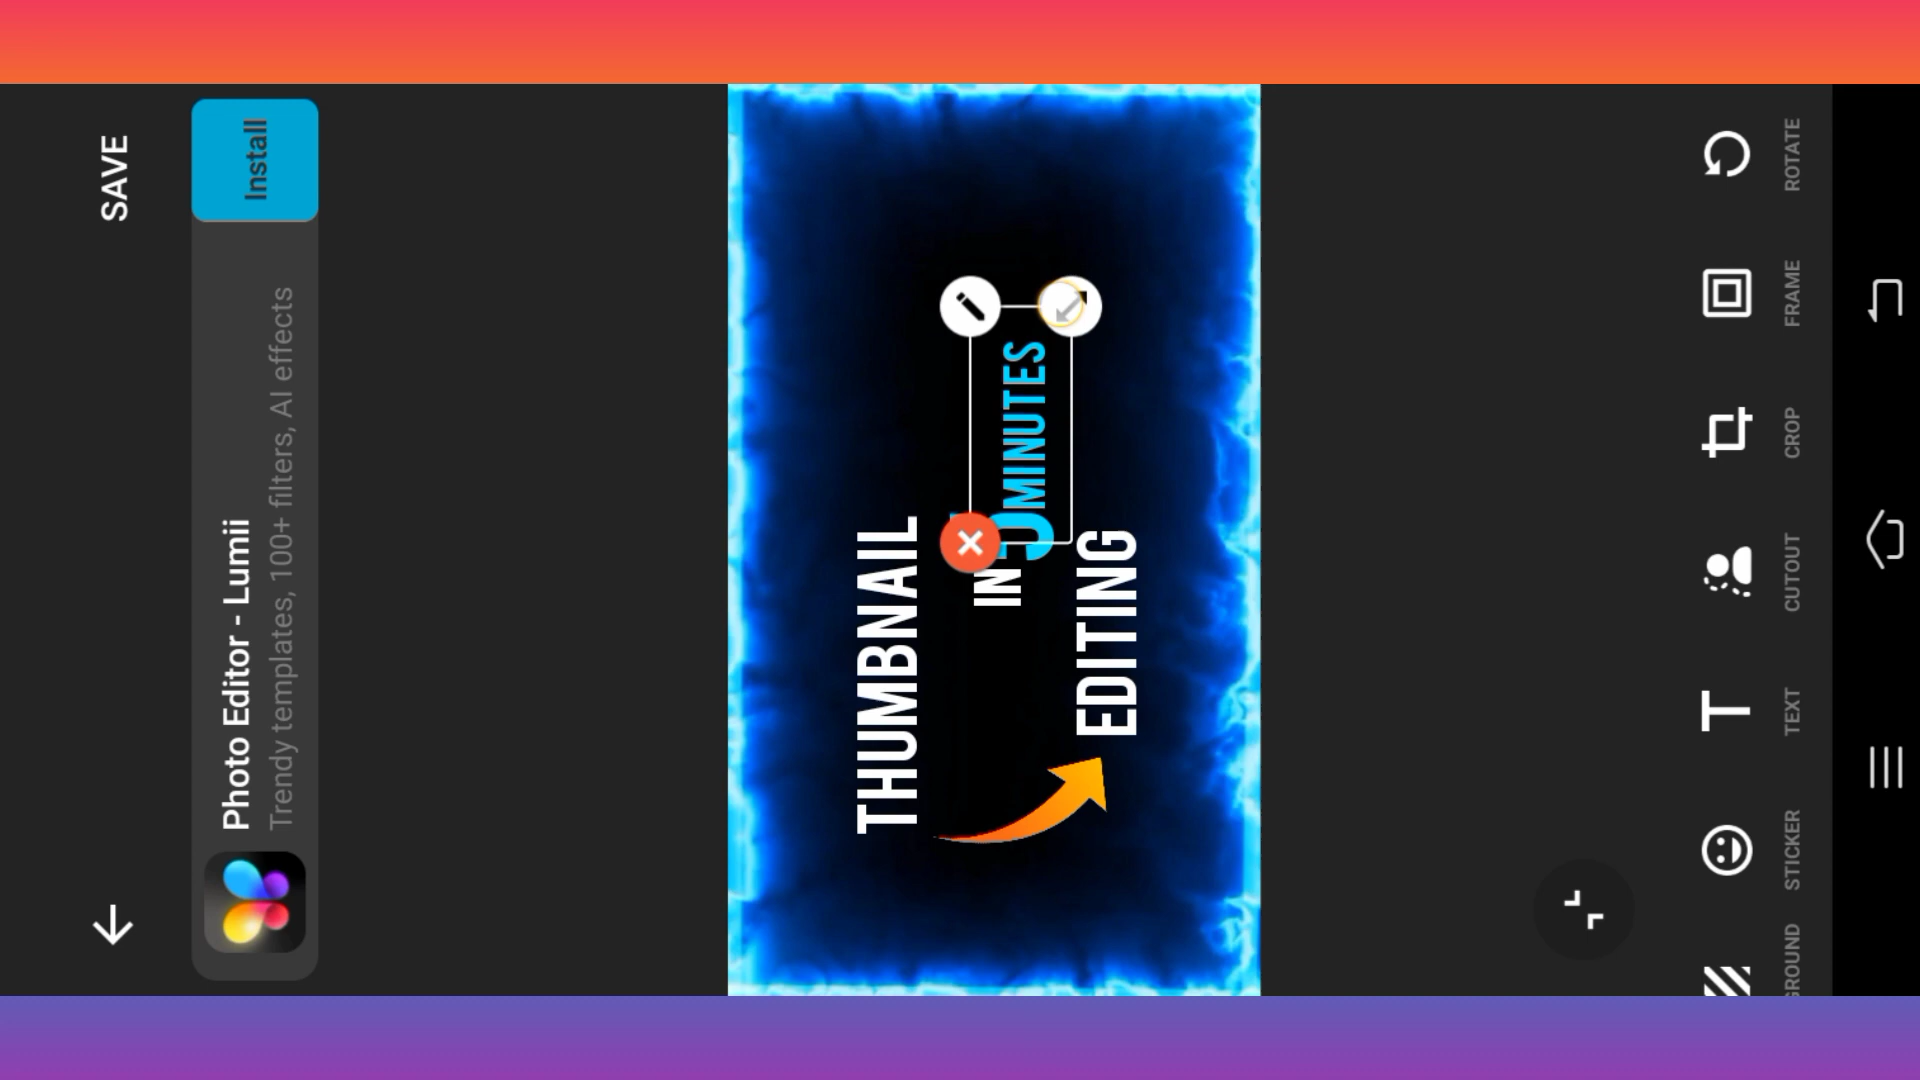 SAVE
Photo Editor - Lumii
Trendy templates, 100+ filters, AI effects
Install
THUMBNAIL
IN
MINUTES
EDITING
GROUND
STICKER
TEXT
CUTOUT
CROP
FRAME
ROTATE